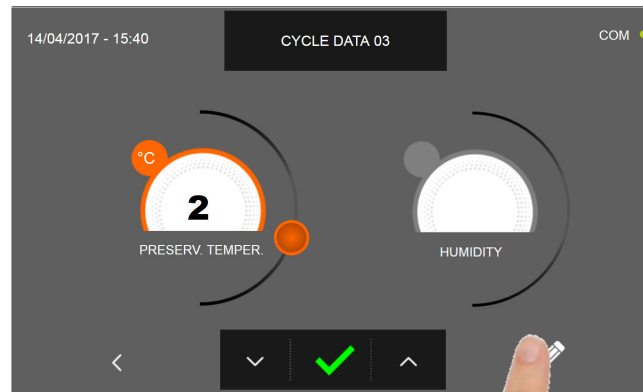 14/04/2017 - 15:40
CYCLE DATA 03
COM
°C
2
PRESERV. TEMPER.
HUMIDITY